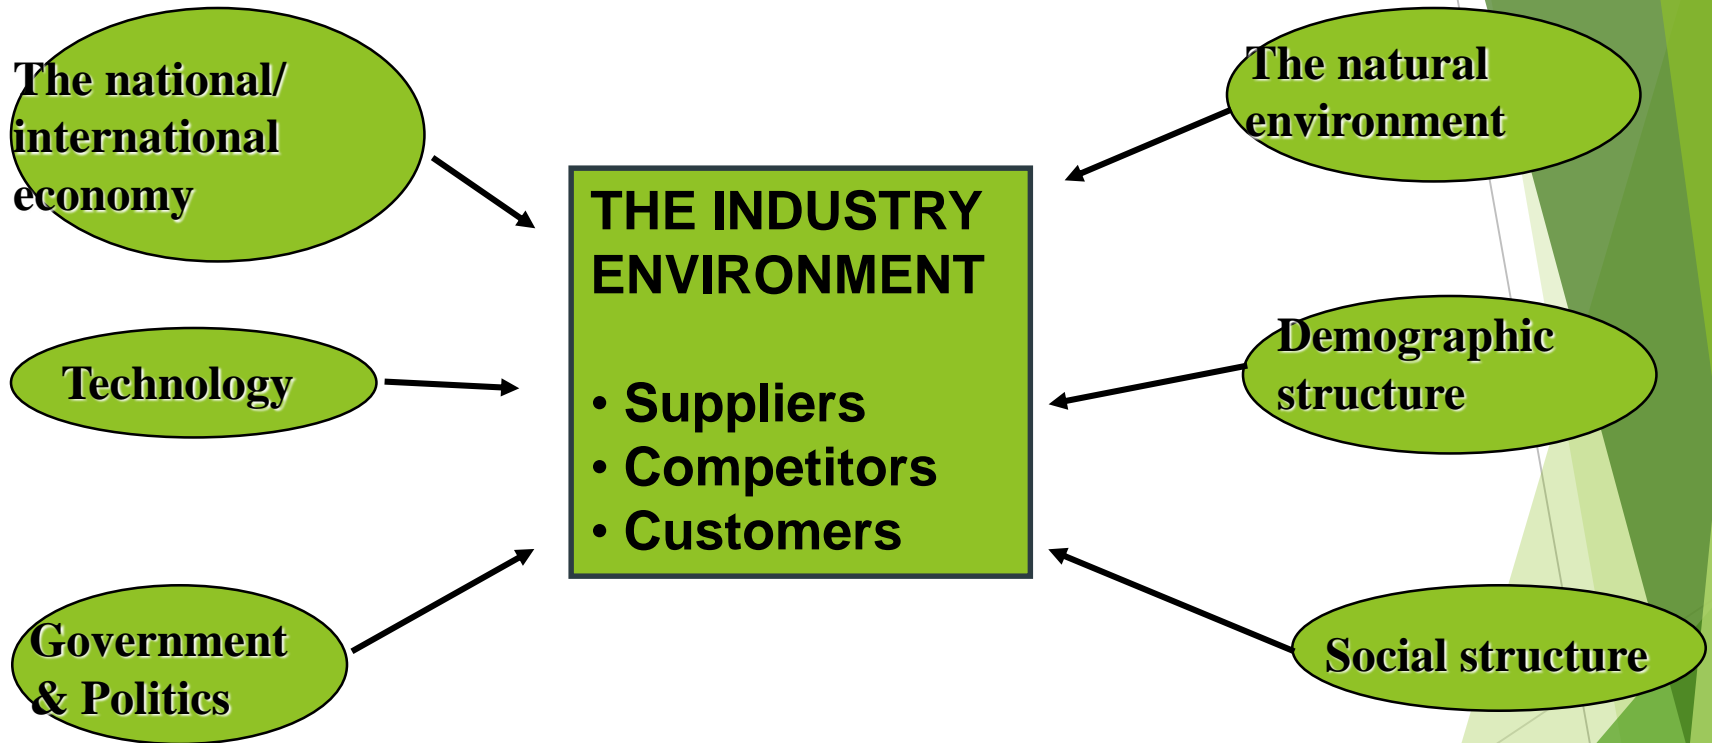 The national/
international
economy
Technology
Government
& Politics
THE INDUSTRY
ENVIRONMENT
• Suppliers
• Competitors
• Customers
The natural
environment
Demographic
structure
Social structure